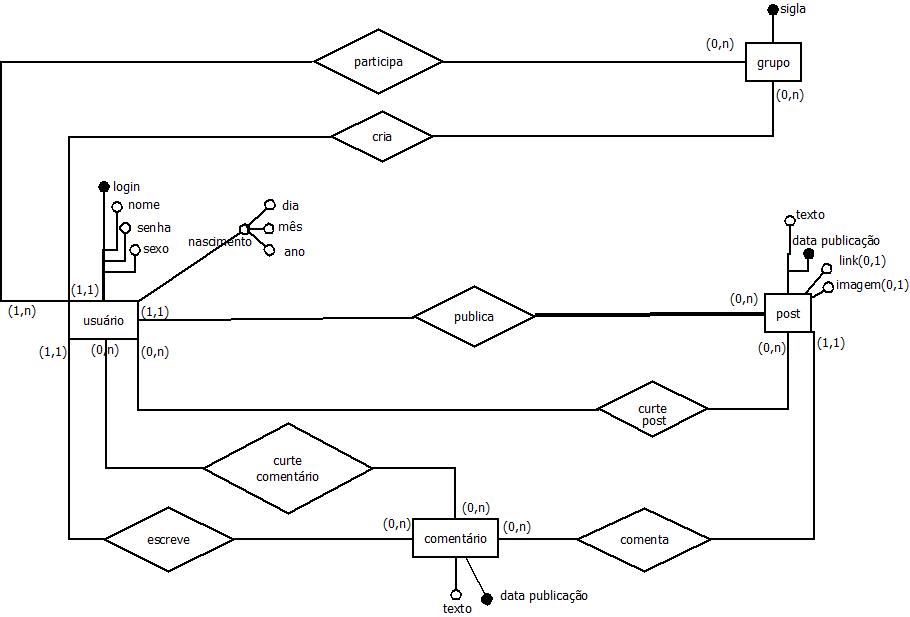 sigla
(0,n)
participa
grupo
(0,n)
cria
login
nome
senha
sexo
dia
mês
nascimento
ano
texto
data publicação
link(0,1)
imagem(0,1)
(1,1)
(1,n)
(1,1)
(0,n)
usuário
publica
post
(1,1)
(0,n)
(0,n)
(0,n)
(1,1)
curte
post
curte
comentário
(0,n)
(0,n)
(0,n)
escreve
comentário
comenta
data publicação
texto